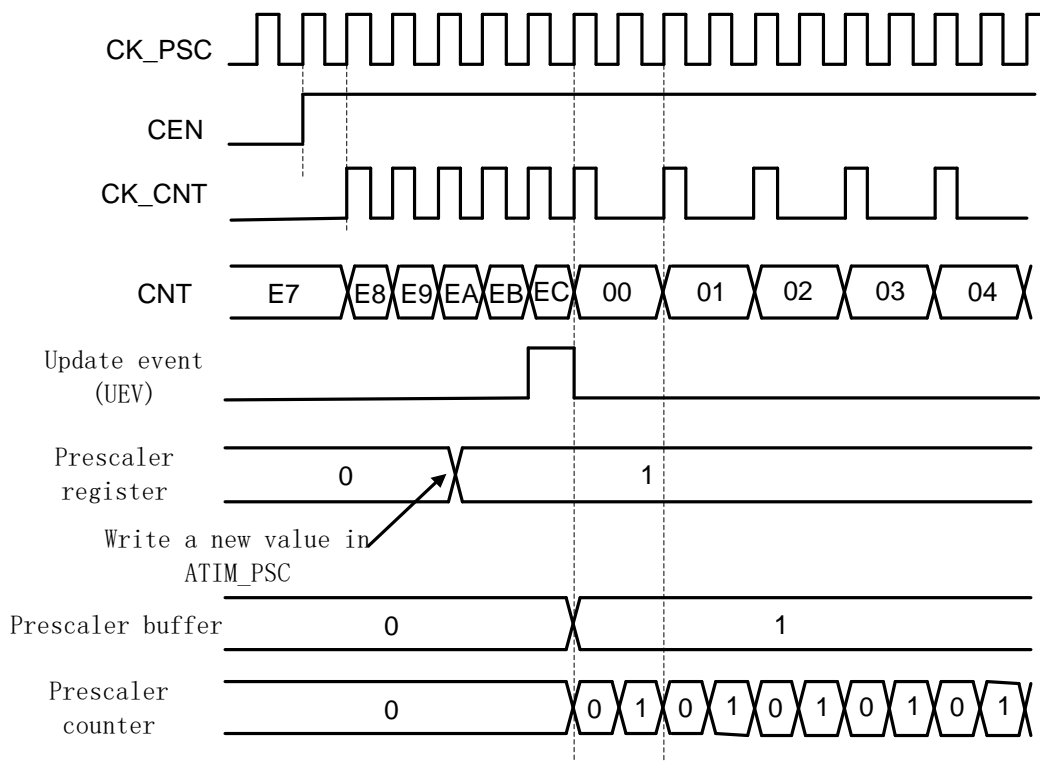 CK_PSC
CEN
CK_CNT
CNT
E7 E8 E9 EA EB EC 00 01 02 03 04
Update event
(UEV)
Prescaler
register
0 1
Write a new value in
ATIM_PSC
Prescaler buffer
0 1
Prescaler
counter
0 0 1 0 1 0 1 0 1 0 1